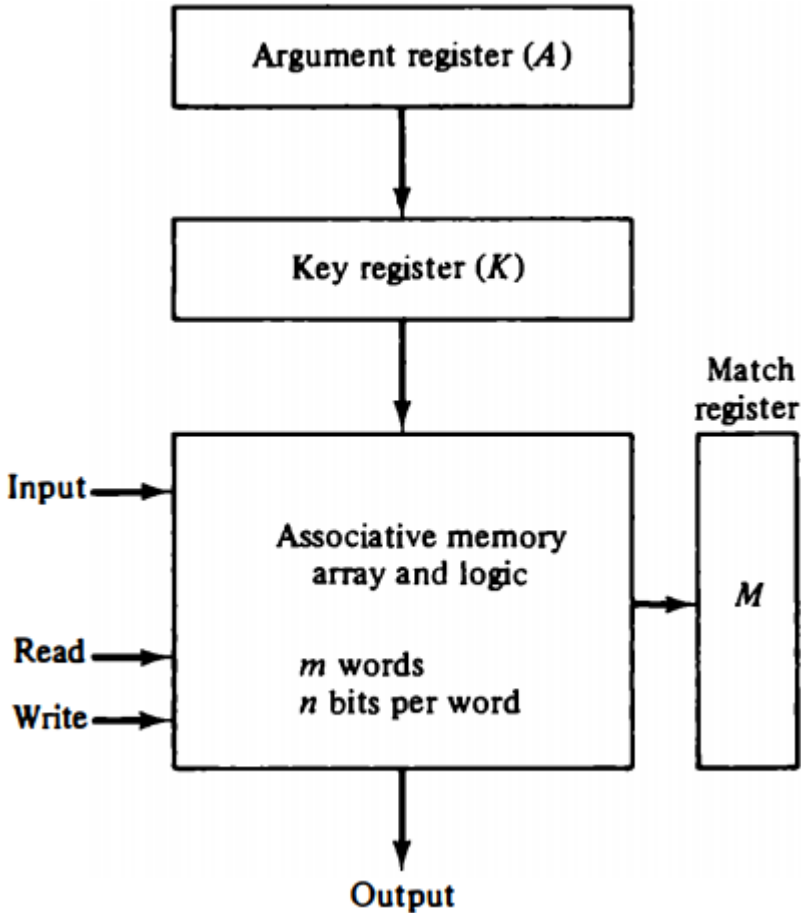 Argument register (A)
Key register (K)
Match
register
Input
Associative memory
array and logic
M
Read
m words
n bits per word
Write
Output